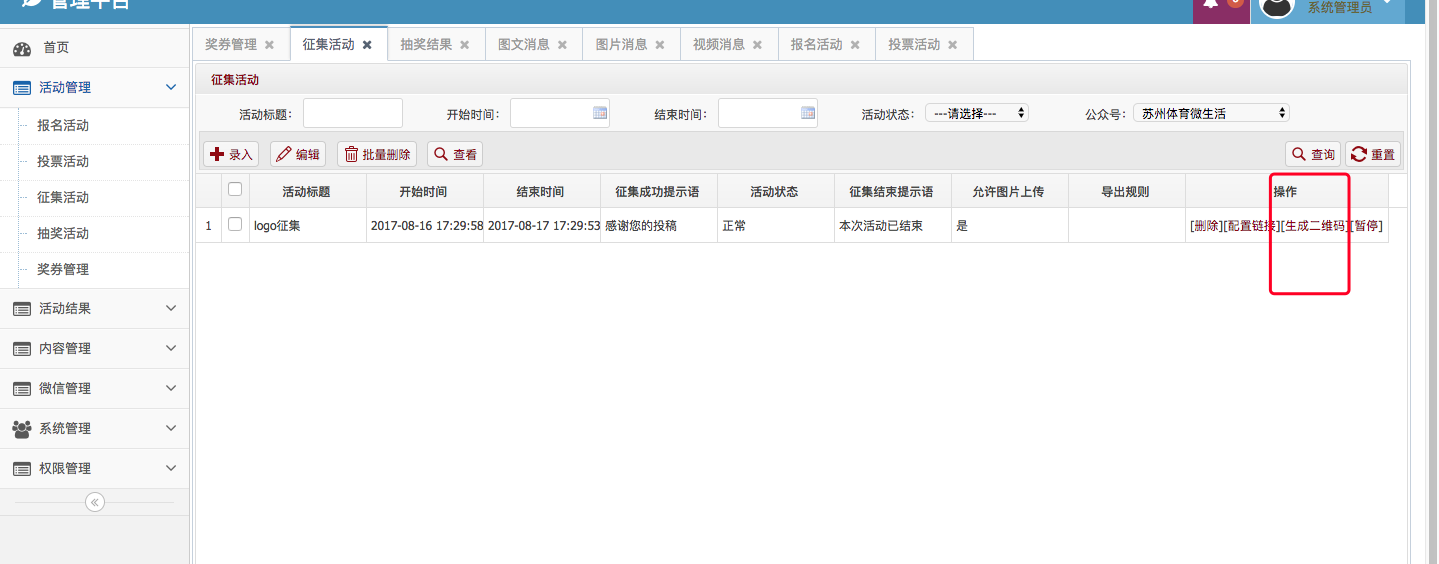 管理平台
系统管理员
首页
活动管理
报名活动
投票活动
征集活动
抽奖活动
奖券管理
活动结果
内容管理
微信管理
系统管理
权限管理
奖券管理 征集活动 抽奖结果 图文消息 图片消息 视频消息 报名活动 投票活动
征集活动
活动标题: 开始时间: 结束时间: 活动状态: ---请选择--- 公众号: 苏州体育微生活
录入 编辑 批量删除 查看 查询 重置
活动标题 开始时间 结束时间 征集成功提示语 活动状态 征集结束提示语 允许图片上传 导出规则 操作
1 logo征集 2017-08-16 17:29:58 2017-08-17 17:29:53 感谢您的投稿 正常 本次活动已结束 是 [删除][配置链接][生成二维码][暂停]